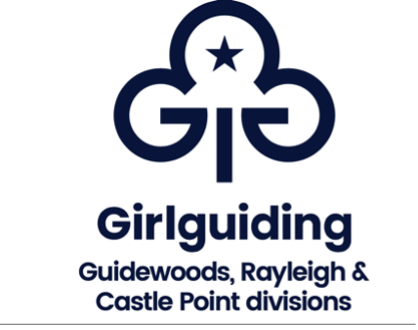 Girlguiding
Guidewoods, Rayleigh &
Castle Point divisions